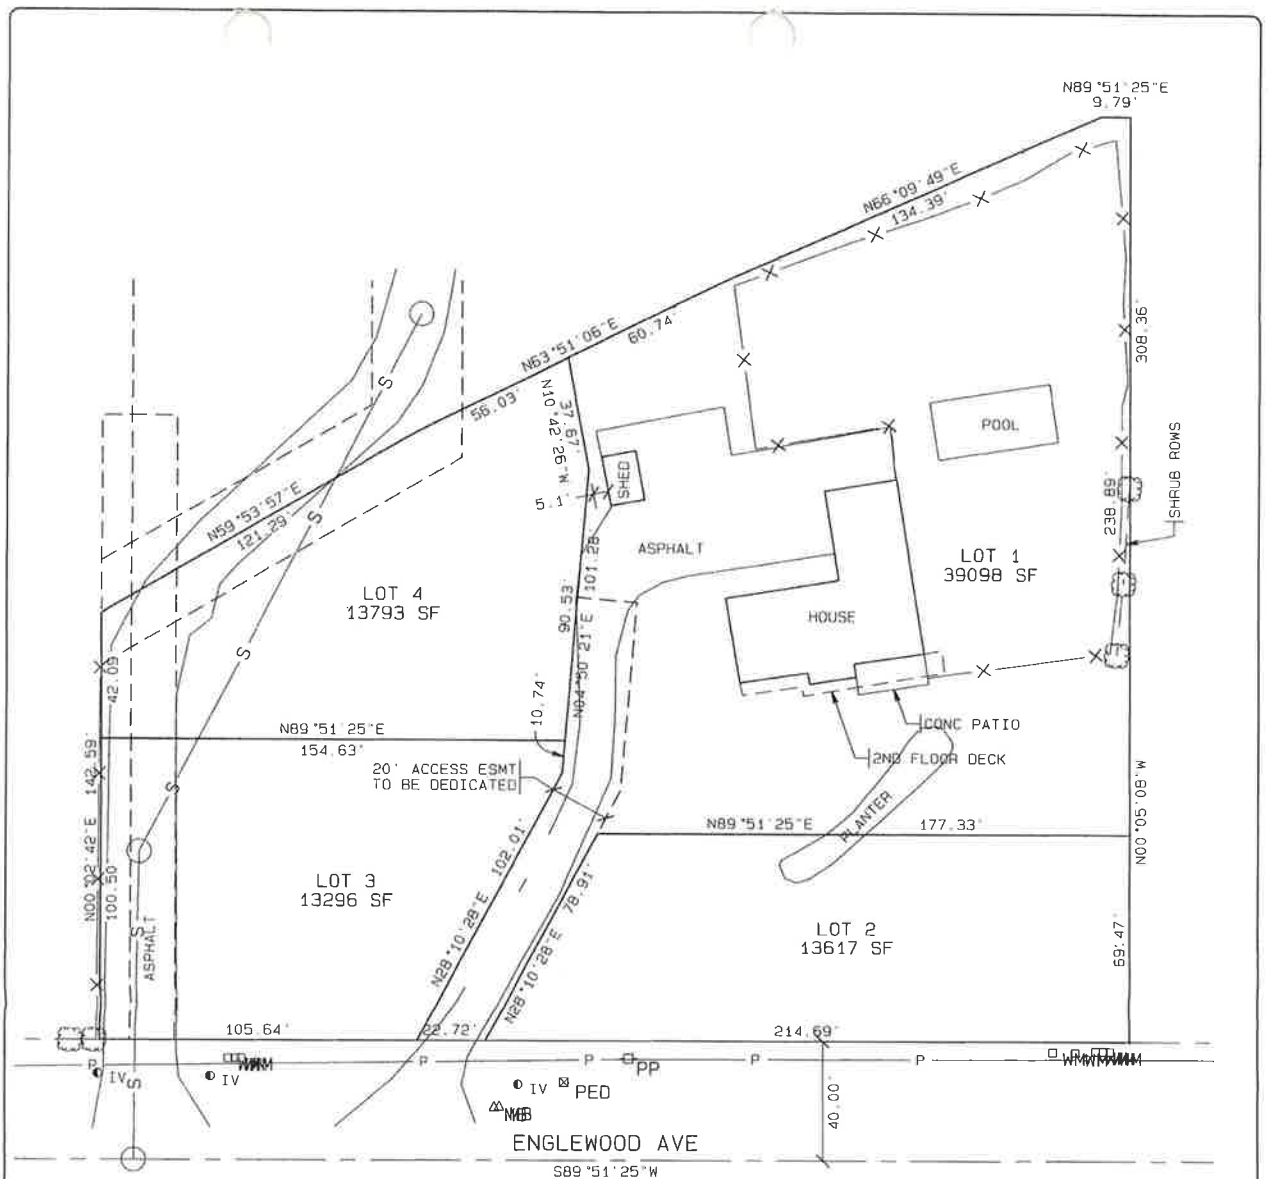 N89°51'25"E
9.79'
N66°09'49"E
134.39'
N63°51'06"E
60.74'
56.03'
N59°53'57"E
121.29'
37.67'
N10°42'26"W
308.36'
POOL
SHED
5.1'
ASPHALT
SHRUB ROWS
238.89'
LOT 1
39098 SF
HOUSE
LOT 4
13793 SF
90.53'
101.28'
N04°50'21"E
10.74'
42.09
N89°51'25"E
154.63'
20' ACCESS ESMT
TO BE DEDICATED
CONC PATIO
2ND FLOOR DECK
PLANTER
N89°51'25"E
177.33'
N00°50'08"W
142.59'
N00°02'42"E
100.50
LOT 3
13296 SF
N28°10'28"E
102.01'
78.91'
N28°10'28"E
LOT 2
13617 SF
69.47'
ASPHALT
S
S
S
S
S
S
105.64'
22.72'
214.69'
P
P
P
P
P
PP
IV
IV
IV
PED
40.00'
ENGLEWOOD AVE
S89°51'25"W